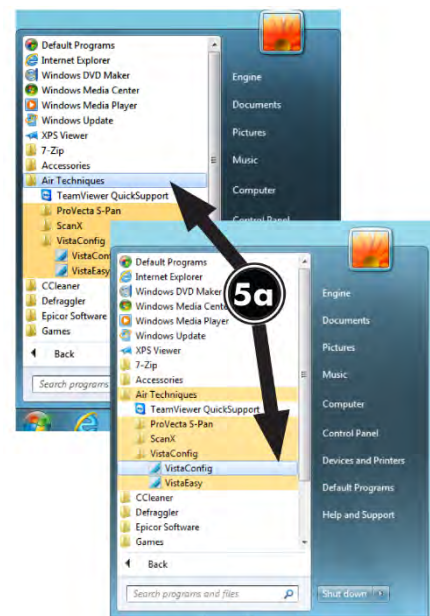 Default Programs
Internet Explorer
Windows DVD Maker
Windows Media Center
Windows Media Player
Windows Update
XPS Viewer
7-Zip
Accessories
Air Techniques
TeamViewer QuickSupport
ProVecta S-Pan
ScanX
VistaConfig
VistaConf
VistaEasy
CCleaner
Defraggler
Epicor Software
Games
Back
Search programs
Engine
Documents
Pictures
Music
Computer
Control Panel
5a
Default Programs
Internet Explorer
Windows DVD Maker
Windows Media Cente
Windows Media Player
Windows Update
XPS Viewer
7-Zip
Accessories
Air Techniques
TeamViewer QuickSupport
ProVecta S-Pan
ScanX
VistaConfig
VistaConfig
VistaEasy
CCleaner
Defraggler
Epicor Software
Games
Back
Search programs and files
Engine
Documents
Pictures
Music
Computer
Control Panel
Devices and Printers
Default Programs
Help and Support
Shut down